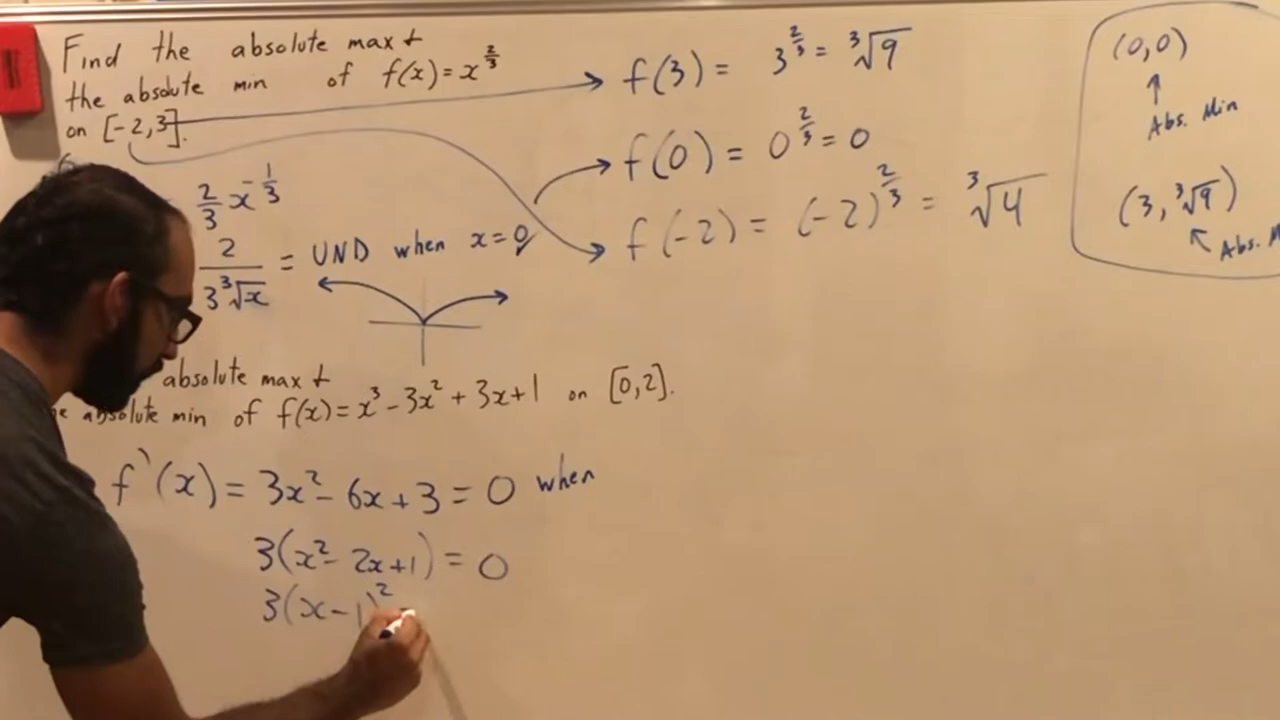 Find the absolute max +
the absolute min of f(x) = x^(2/3)
on [-2,3].
2/3 x^(-1/3)
2/(3∛x) = UND when x=0
f(3) = 3^(2/3) = ∛9
f(0) = 0^(2/3) = 0
f(-2) = (-2)^(2/3) = ∛4
(0,0)
↑
Abs. Min
(3, ∛9)
↖ Abs.
absolute max +
absolute min of f(x) = x³ - 3x² + 3x + 1 on [0,2].
f`(x) = 3x² - 6x + 3 = 0 when
3(x² - 2x + 1) = 0
3(x - 1)²